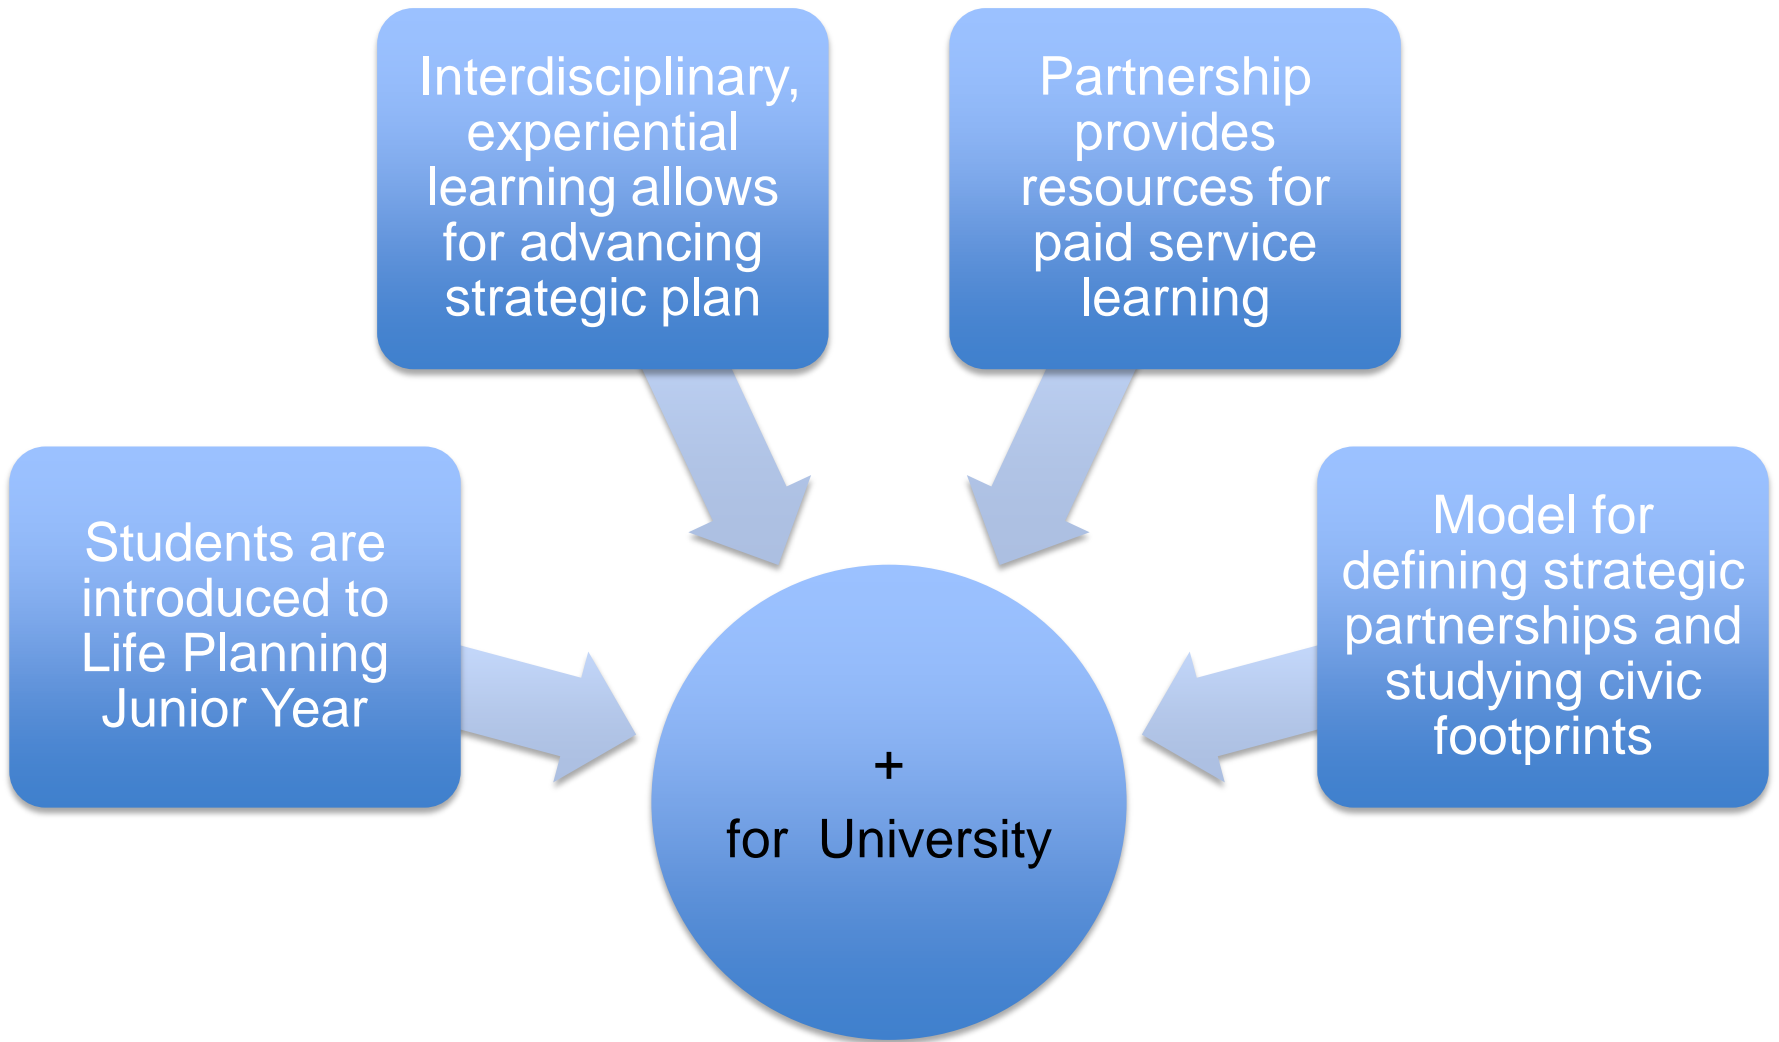 Interdisciplinary,
experiential
learning allows
for advancing
strategic plan
Partnership
provides
resources for
paid service
learning
Students are
introduced to
Life Planning
Junior Year
Model for
defining strategic
partnerships and
studying civic
footprints
+
for  University